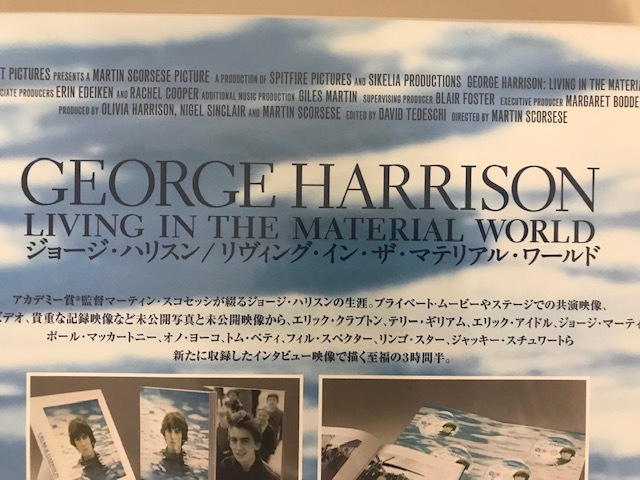 T PICTURES PRESENTS A MARTIN SCORSESE PICTURE A PRODUCTION OF SPITFIRE PICTURES AND SIKELIA PRODUCTIONS GEORGE HARRISON: LIVING IN THE MATERIA
CIATE PRODUCERS ERIN EDEIKEN AND RACHEL COOPER ADDITIONAL MUSIC PRODUCTION GILES MARTIN SUPERVISING PRODUCER BLAIR FOSTER EXECUTIVE PRODUCER MARGARET BODDE
PRODUCED BY OLIVIA HARRISON, NIGEL SINCLAIR AND MARTIN SCORSESE EDITED BY DAVID TEDESCHI DIRECTED BY MARTIN SCORSESE
GEORGE HARRISON
LIVING IN THE MATERIAL WORLD
ジョージ・ハリスン/リヴィング・イン・ザ・マテリアル・ワールド
アカデミー賞®監督マーティン・スコセッシが綴るジョージ・ハリスンの生涯。プライベート・ムービーやステージでの共演映像、
ビデオ、貴重な記録映像など未公開写真と未公開映像から、エリック・クラプトン、テリー・ギリアム、エリック・アイドル、ジョージ・マーティ
ポール・マッカートニー、オノ・ヨーコ、トム・ペティ、フィル・スペクター、リンゴ・スター、ジャッキー・スチュワートら
新たに収録したインタビュー映像で描く至福の3時間半。